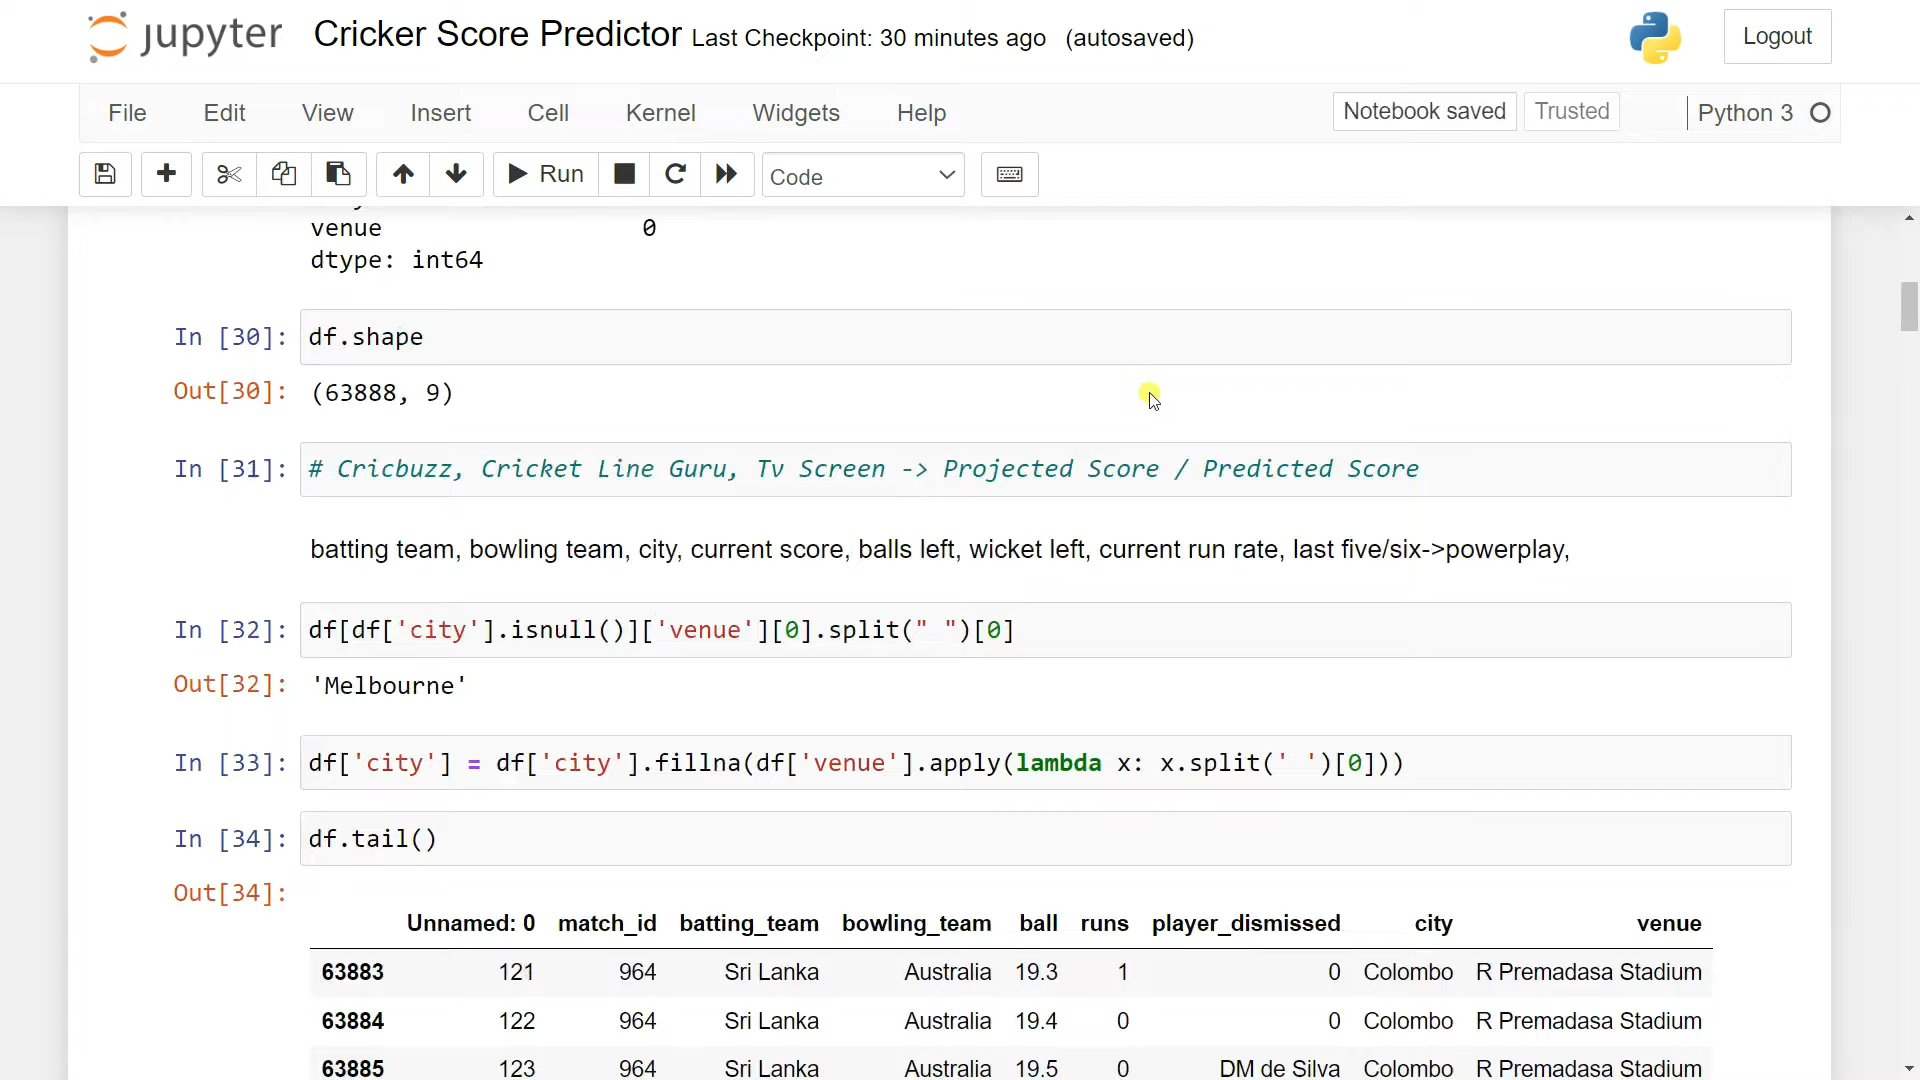 jupyter Cricker Score Predictor Last Checkpoint: 30 minutes ago (autosaved) Logout
File Edit View Insert Cell Kernel Widgets Help Notebook saved Trusted Python 3
Run Code
venue 0
dtype: int64
In [30]: df.shape
Out[30]: (63888, 9)
In [31]: # Cricbuzz, Cricket Line Guru, Tv Screen -> Projected Score / Predicted Score
batting team, bowling team, city, current score, balls left, wicket left, current run rate, last five/six->powerplay,
In [32]: df[df['city'].isnull()]['venue'][0].split(" ")[0]
Out[32]: 'Melbourne'
In [33]: df['city'] = df['city'].fillna(df['venue'].apply(lambda x: x.split(' ')[0]))
In [34]: df.tail()
Out[34]:
Unnamed: 0 match_id batting_team bowling_team ball runs player_dismissed city venue
63883 121 964 Sri Lanka Australia 19.3 1 0 Colombo R Premadasa Stadium
63884 122 964 Sri Lanka Australia 19.4 0 0 Colombo R Premadasa Stadium
63885 123 964 Sri Lanka Australia 19.5 0 DM de Silva Colombo R Premadasa Stadium